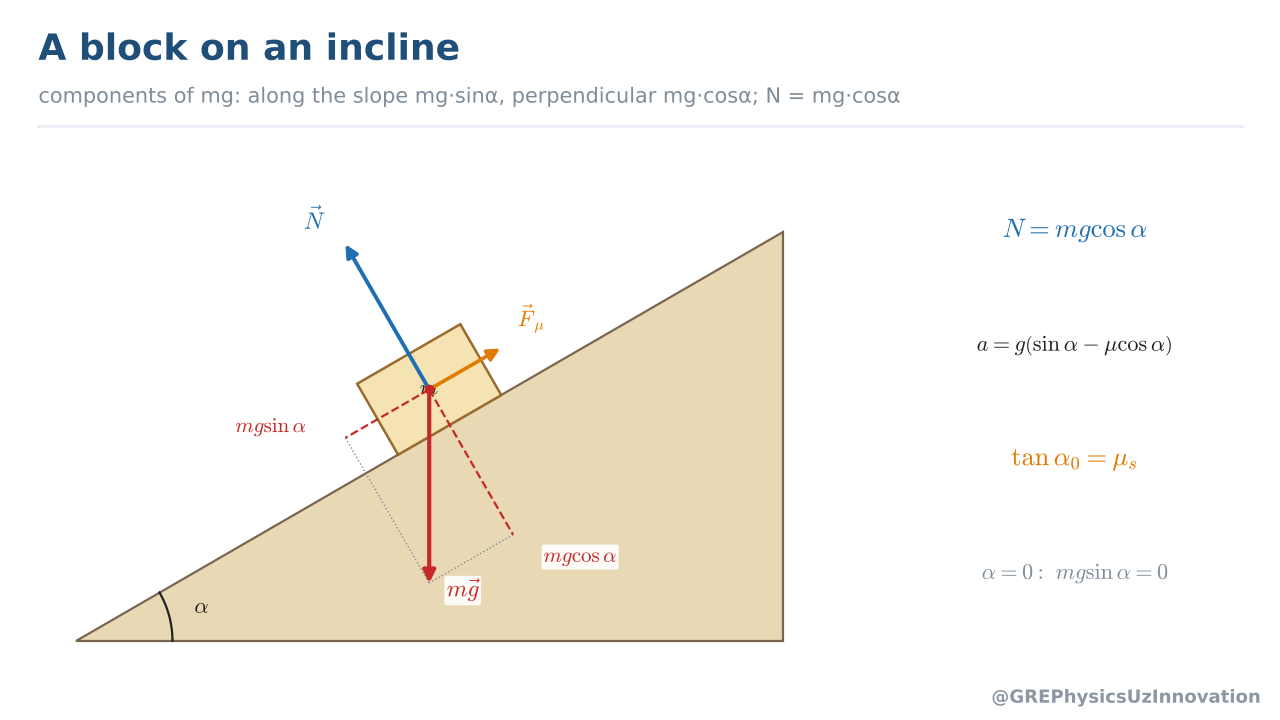 A block on an incline
components of mg: along the slope mg·sinα, perpendicular mg·cosα; N = mg·cosα
N⃗
N = mg cos α
F⃗μ
a = g(sin α − μ cos α)
mg sin α
tan α₀ = μₛ
mg cos α
α = 0 : mg sin α = 0
mg⃗
α
@GREPhysicsUzInnovation